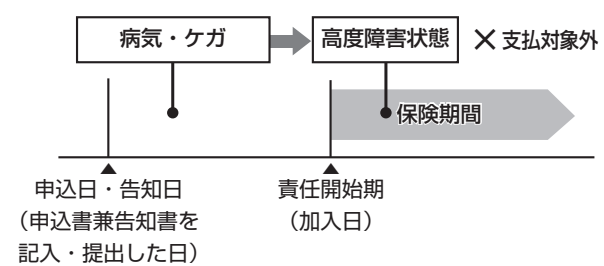 病気・ケガ
高度障害状態
×支払対象外
保険期間
申込日・告知日
（申込書兼告知書を
記入・提出した日）
責任開始期
（加入日）